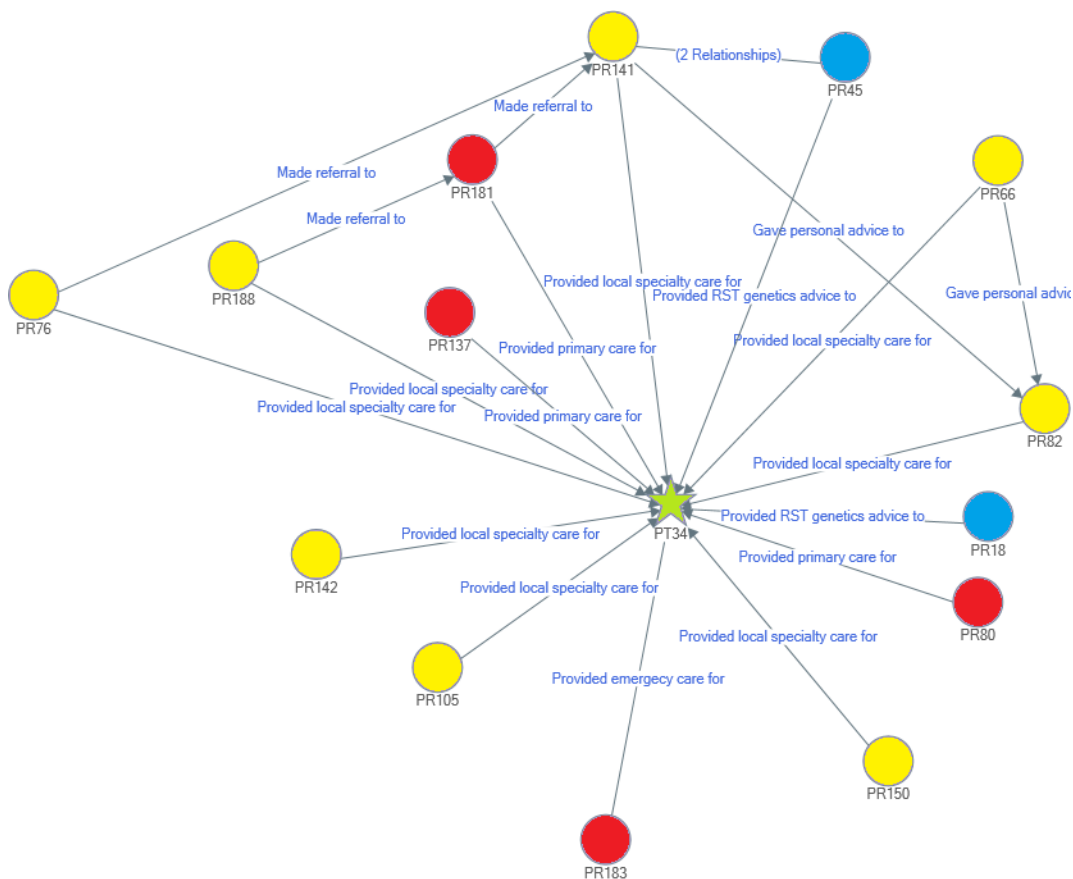 (2 Relationships)
PR141
PR45
Made referral to
Made referral to
PR181
PR66
Made referral to
Gave personal advice to
PR188
Provided local specialty care for
Gave personal advic
Provided RST genetics advice to
PR76
PR137
Provided local specialty care for
Provided primary care for
Provided local specialty care for
Provided local specialty care for
Provided primary care for
PR82
Provided local specialty care for
Provided RST genetics advice to
Provided local specialty care for
PT34
PR18
Provided primary care for
PR142
Provided local specialty care for
Provided local specialty care for
PR80
Provided emergecy care for
PR105
PR150
PR183